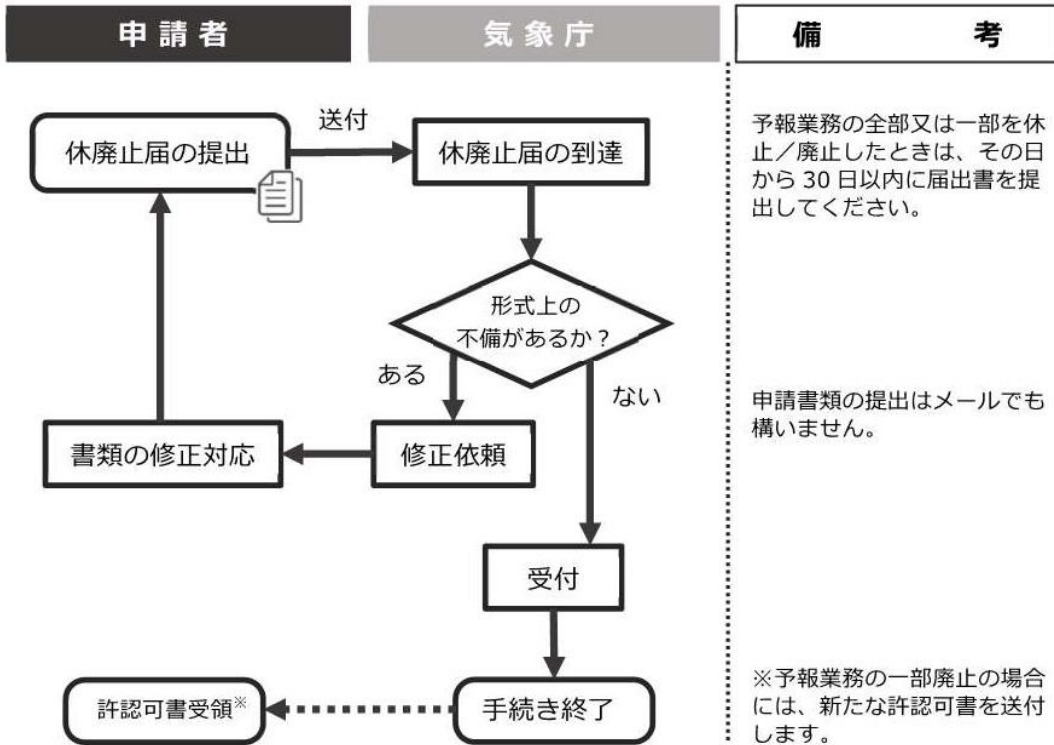 申請者
気象庁
備考
休廃止届の提出
送付
休廃止届の到達
予報業務の全部又は一部を休
止／廃止したときは、その日
から 30 日以内に届出書を提
出してください。
形式上の
不備があるか？
ある
ない
申請書類の提出はメールでも
構いません。
書類の修正対応
修正依頼
受付
許認可書受領※
手続き終了
※予報業務の一部廃止の場合
には、新たな許認可書を送付
します。